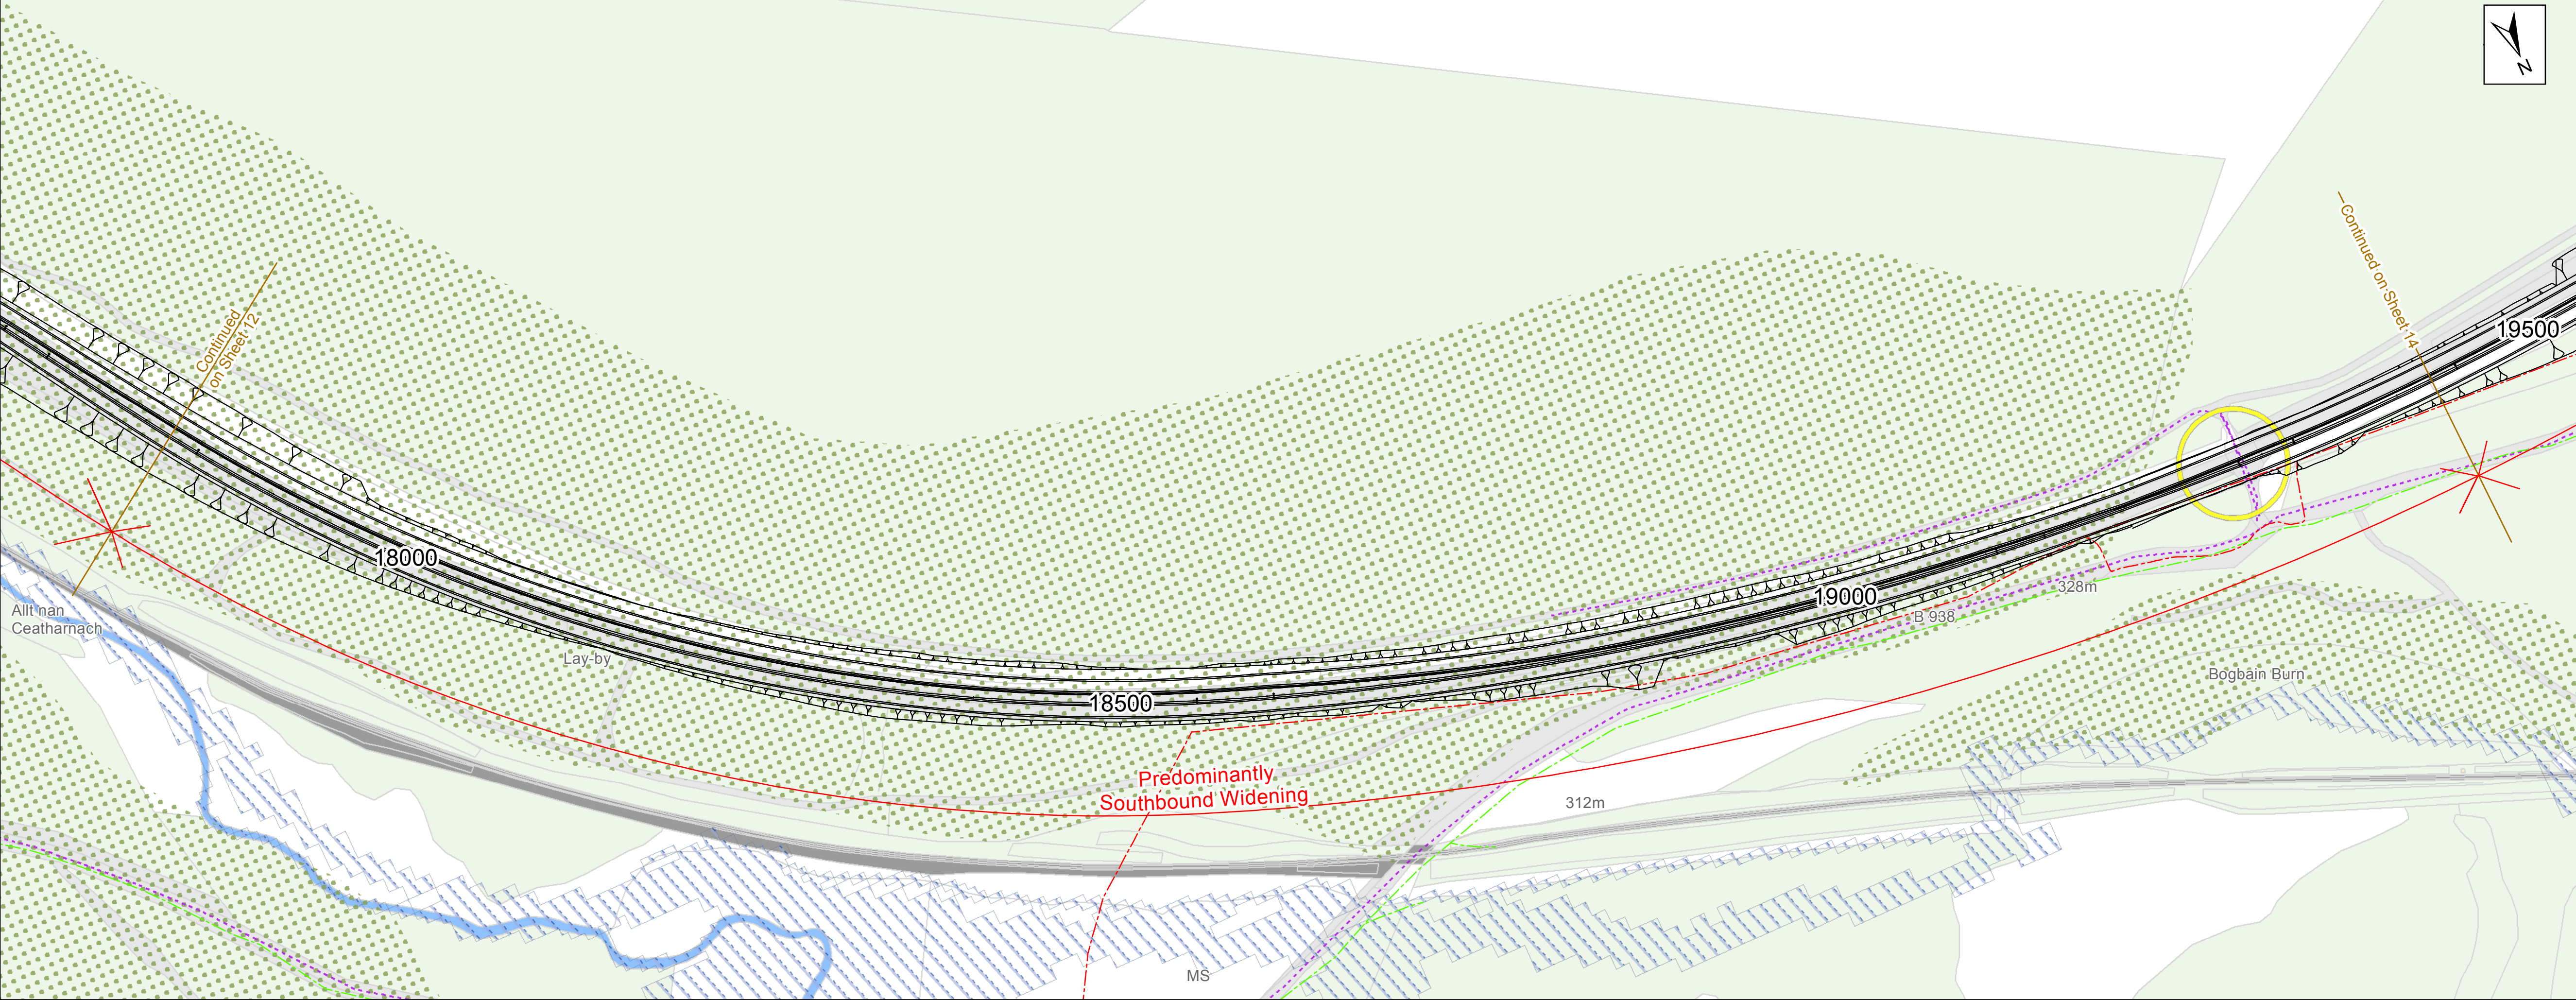 N
Continued on Sheet 14
Continued
on Sheet 12
19500
18000
19000
328m
B 938
Allt nan
Ceatharnach
Lay-by
Bogbain Burn
18500
Predominantly
Southbound Widening
312m
MS